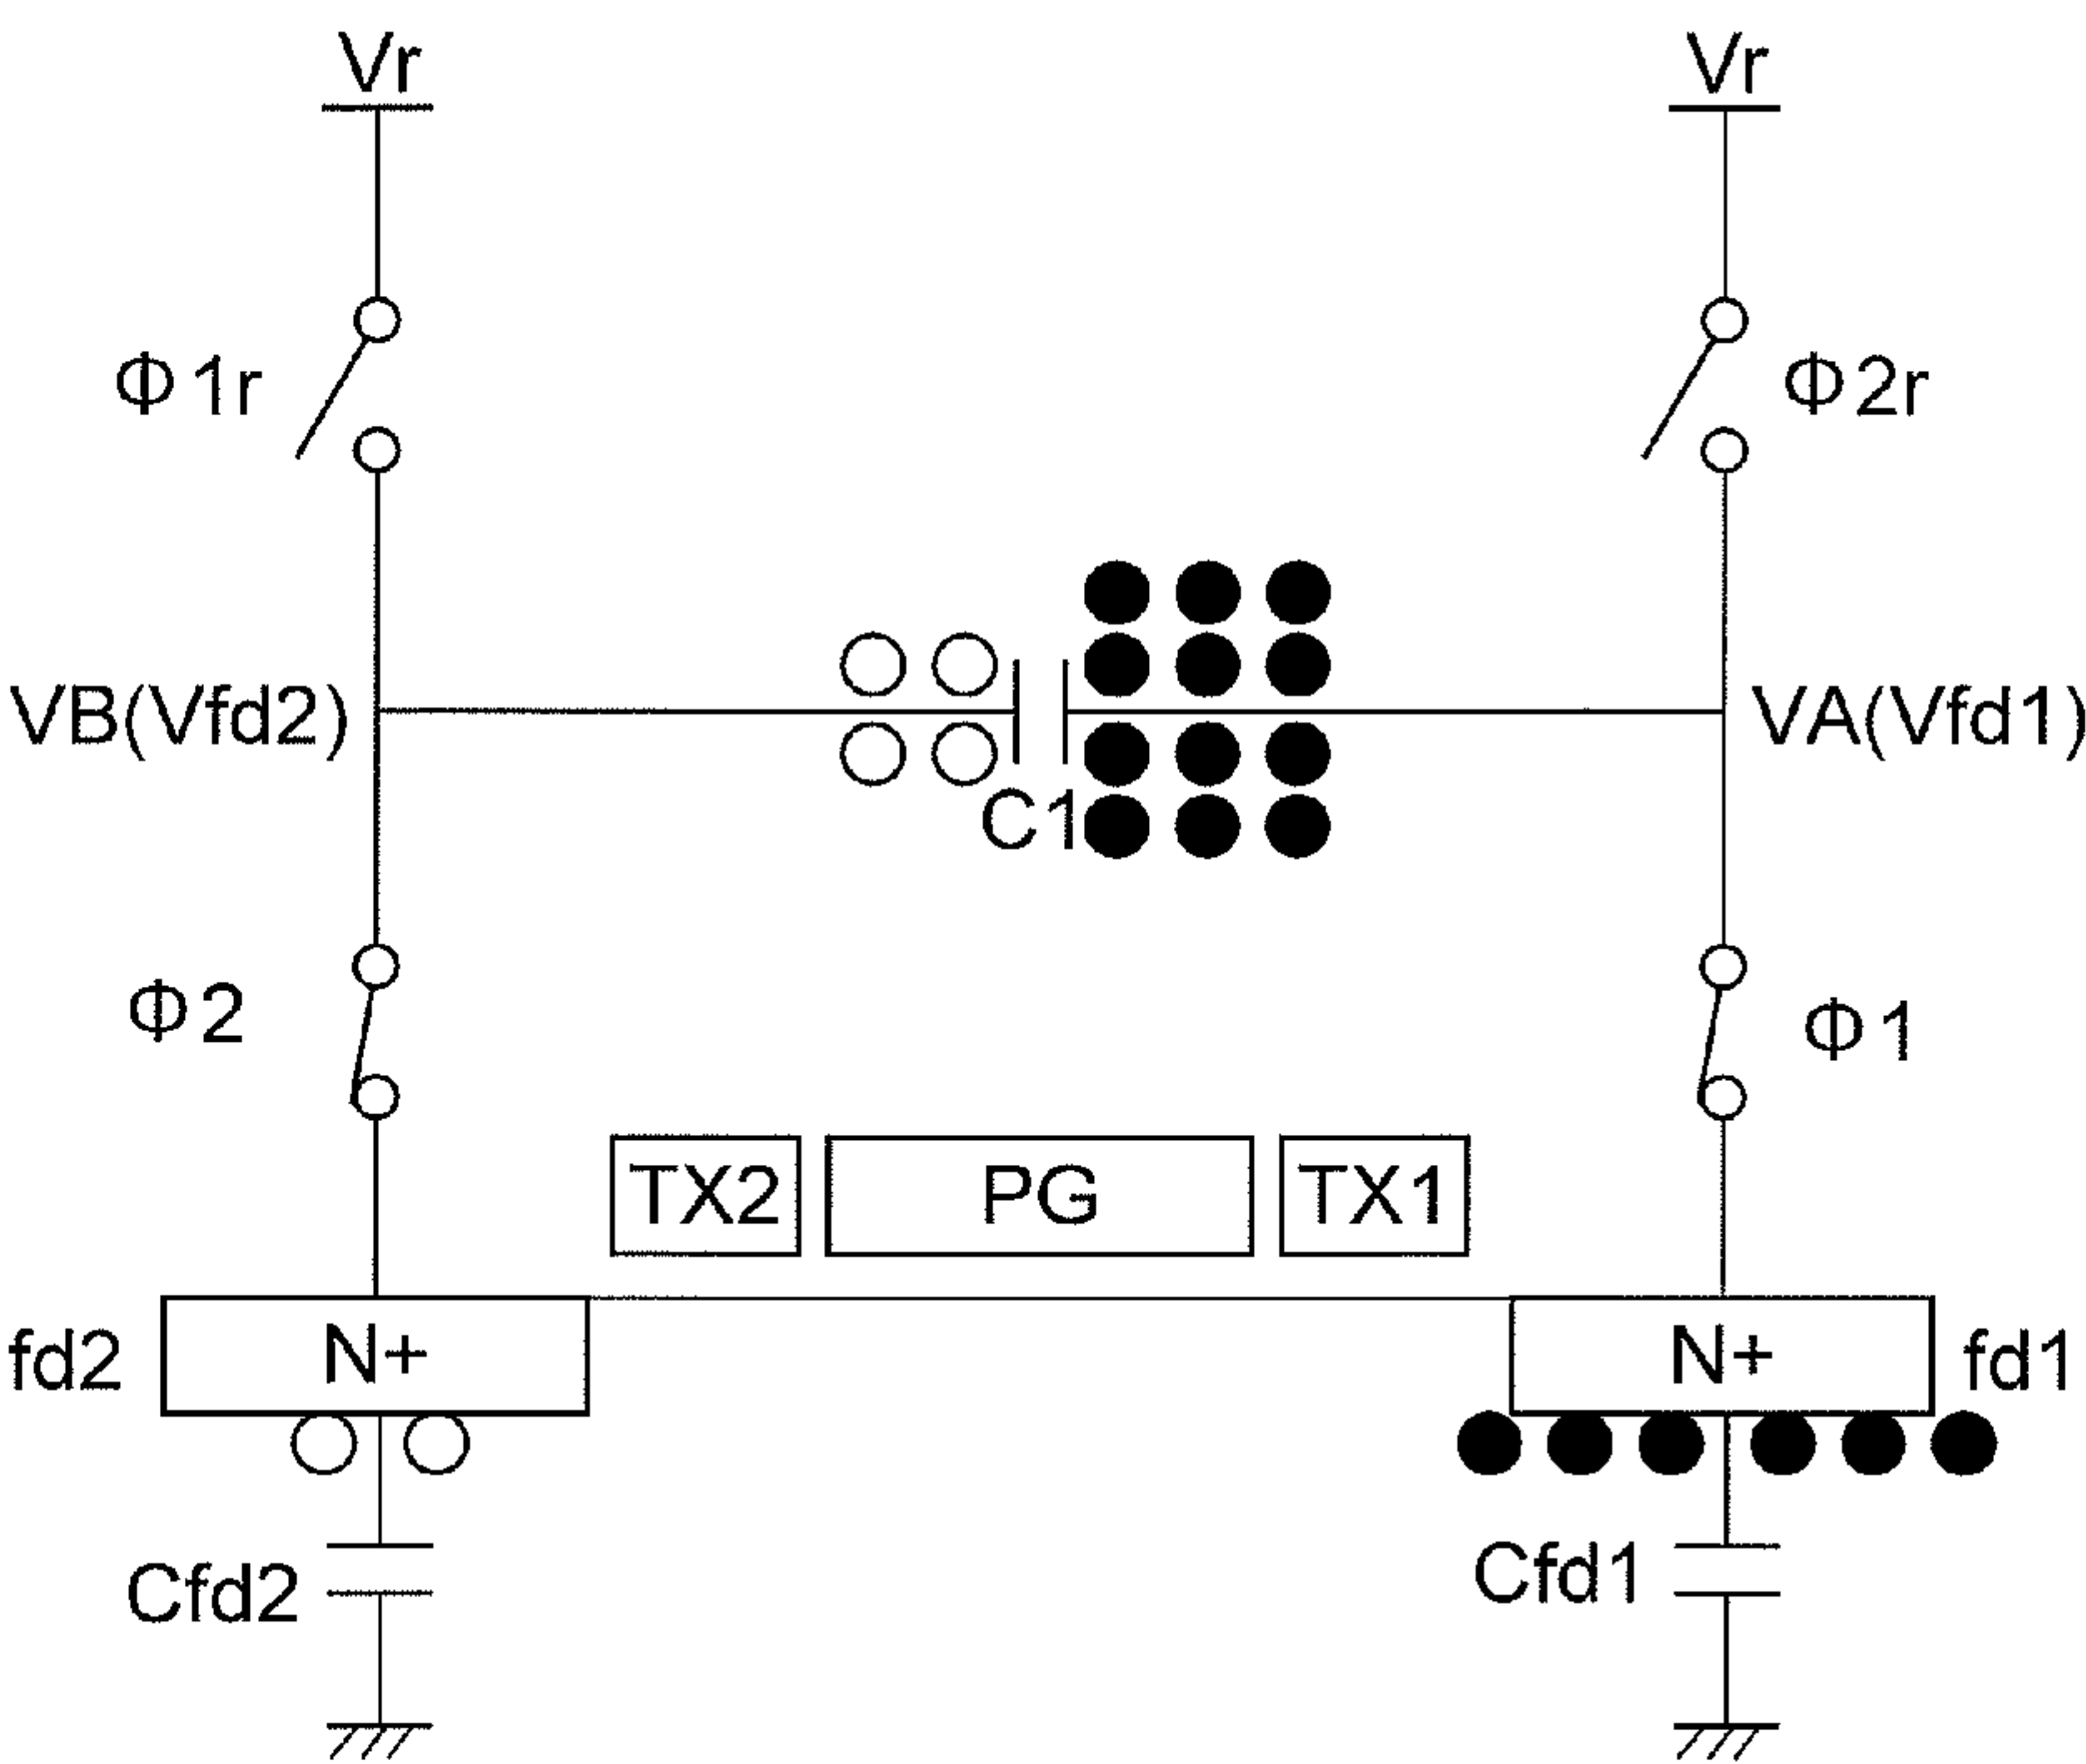 Vr
Vr
Φ1r
Φ2r
VB(Vfd2)
VA(Vfd1)
C1
Φ2
Φ1
TX2
PG
TX1
fd2
N+
N+
fd1
Cfd2
Cfd1